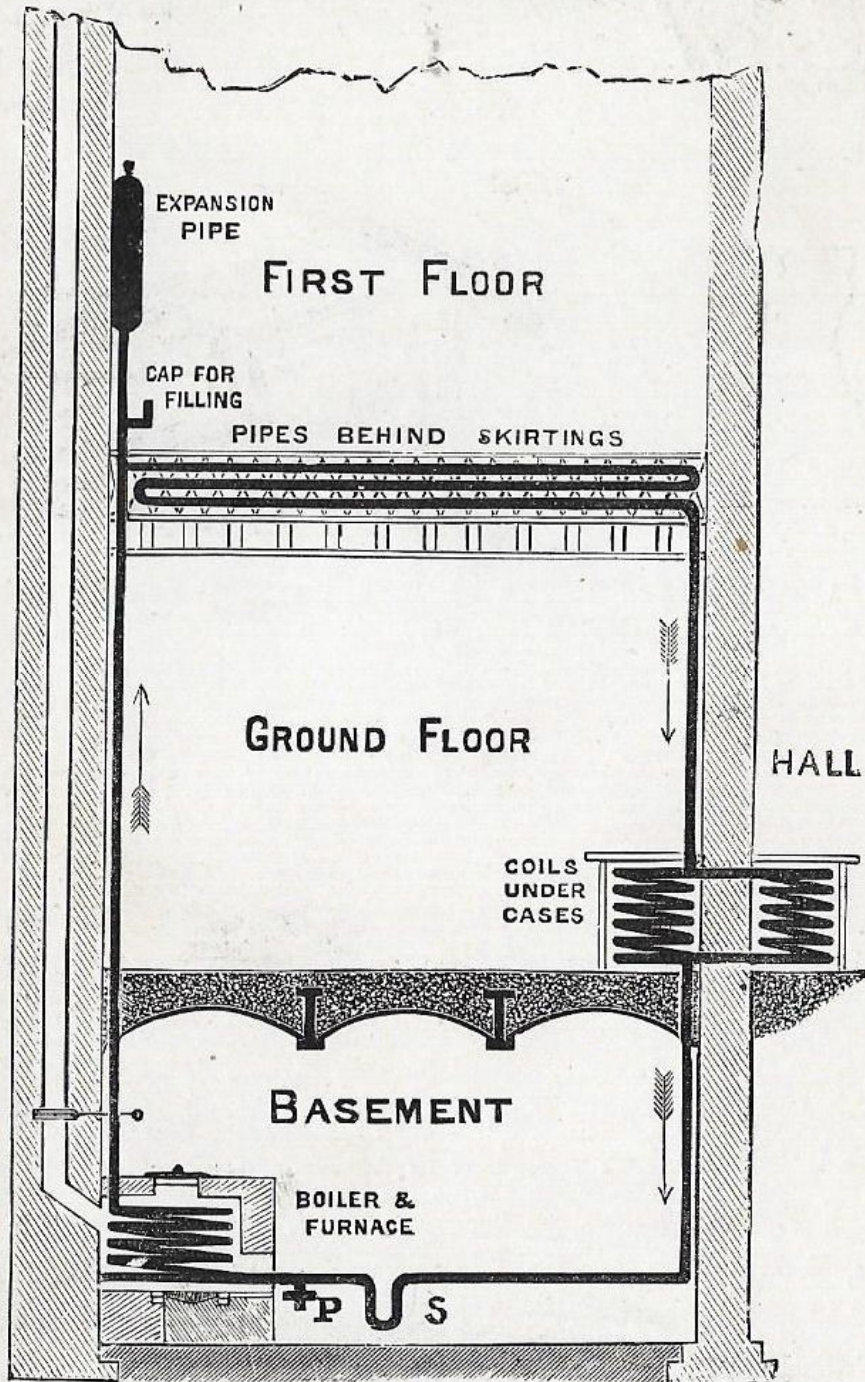 EXPANSION
PIPE
FIRST FLOOR
CAP FOR
FILLING
PIPES BEHIND SKIRTINGS
GROUND FLOOR
HALL
COILS
UNDER
CASES
BASEMENT
BOILER &
FURNACE
P S